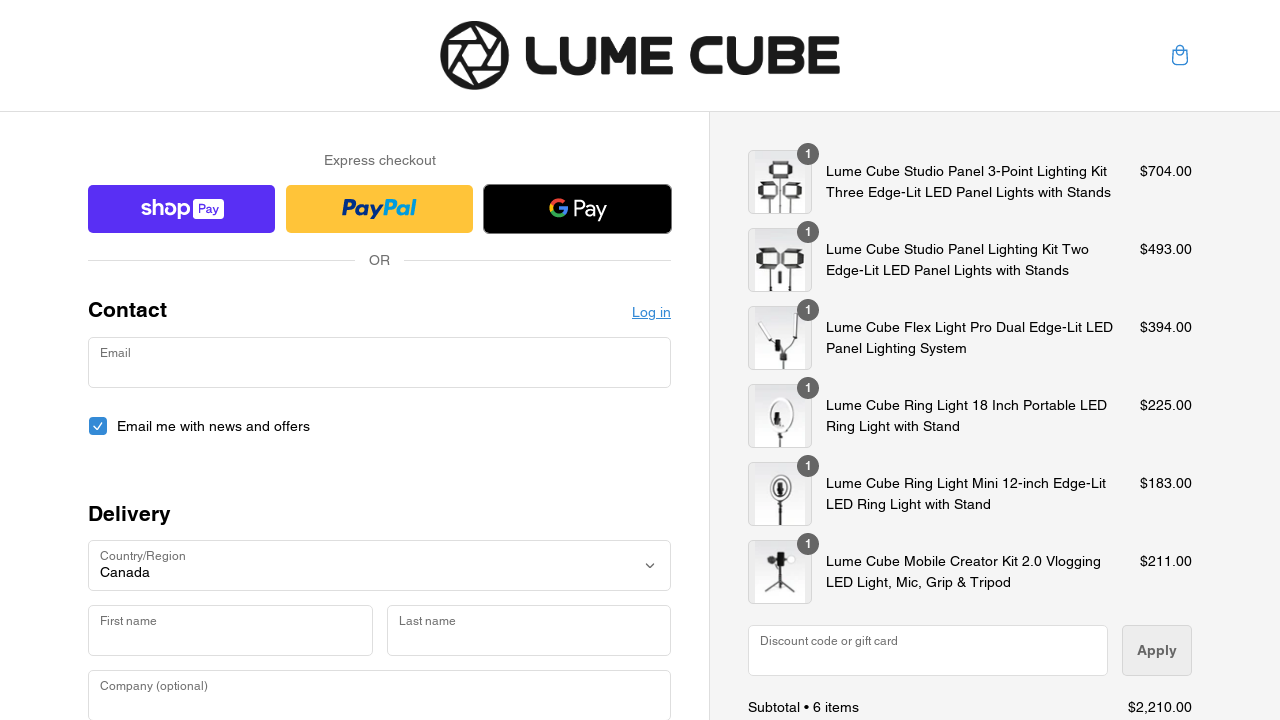 LUME CUBE
Express checkout
shop Pay
PayPal
G Pay
OR
Contact
Log in
Email
Email me with news and offers
Delivery
Country/Region
Canada
First name
Last name
Company (optional)
1
Lume Cube Studio Panel 3-Point Lighting Kit
Three Edge-Lit LED Panel Lights with Stands
$704.00
1
Lume Cube Studio Panel Lighting Kit Two
Edge-Lit LED Panel Lights with Stands
$493.00
1
Lume Cube Flex Light Pro Dual Edge-Lit LED
Panel Lighting System
$394.00
1
Lume Cube Ring Light 18 Inch Portable LED
Ring Light with Stand
$225.00
1
Lume Cube Ring Light Mini 12-inch Edge-Lit
LED Ring Light with Stand
$183.00
1
Lume Cube Mobile Creator Kit 2.0 Vlogging
LED Light, Mic, Grip & Tripod
$211.00
Discount code or gift card
Apply
Subtotal • 6 items
$2,210.00